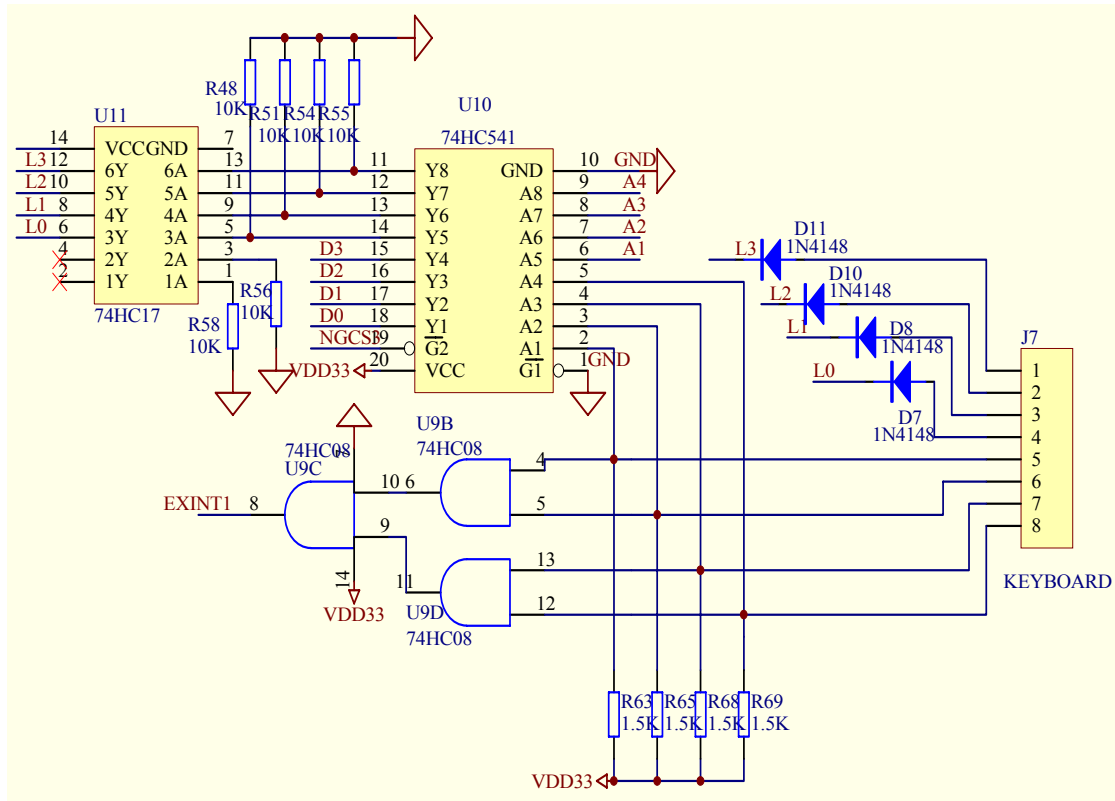 R48
10K
R51
10K
R54
10K
R55
10K
U11
14
VCC
GND
7
L3
12
6Y
6A
13
L2
10
5Y
5A
11
L1
8
4Y
4A
9
L0
6
3Y
3A
5
4
2Y
2A
3
2
1Y
1A
1
74HC17
R56
10K
R58
10K
U10
74HC541
11
Y8
GND
10
GND
12
Y7
A8
9
A4
13
Y6
A7
8
A3
14
Y5
A6
7
A2
D3
15
Y4
A5
6
A1
D2
16
Y3
A4
5
D1
17
Y2
A3
4
D0
18
Y1
A2
3
NGCS3
19
G2
A1
2
VDD33
20
VCC
G1
1
GND
L3
D11
1N4148
L2
D10
1N4148
L1
D8
1N4148
L0
D7
1N4148
J7
1
2
3
4
5
6
7
8
KEYBOARD
U9B
74HC08
4
5
6
74HC08
U9C
7
10
9
EXINT1
8
14
VDD33
13
12
11
U9D
74HC08
R63
1.5K
R65
1.5K
R68
1.5K
R69
1.5K
VDD33